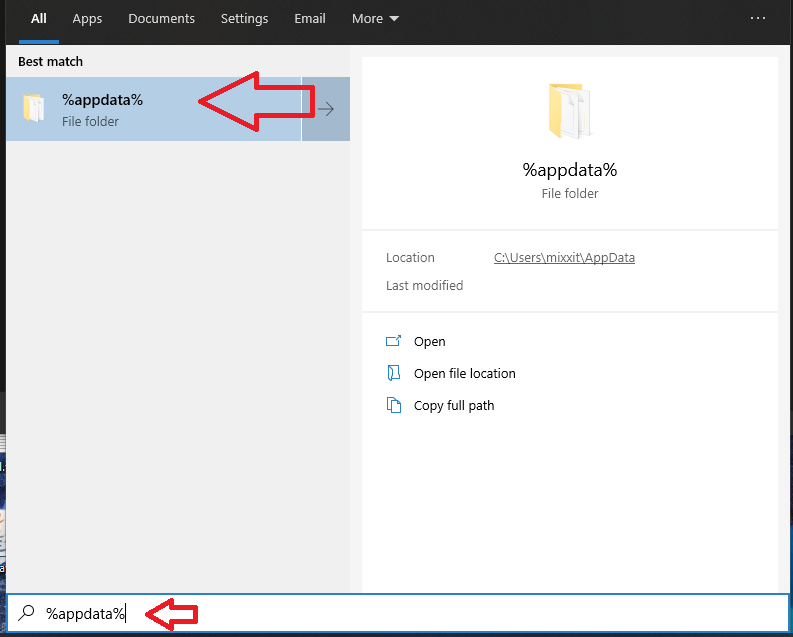 All Apps Documents Settings Email More ...
Best match
%appdata%
File folder
%appdata%
File folder
Location C:\Users\mixxit\AppData
Last modified
Open
Open file location
Copy full path
%appdata%